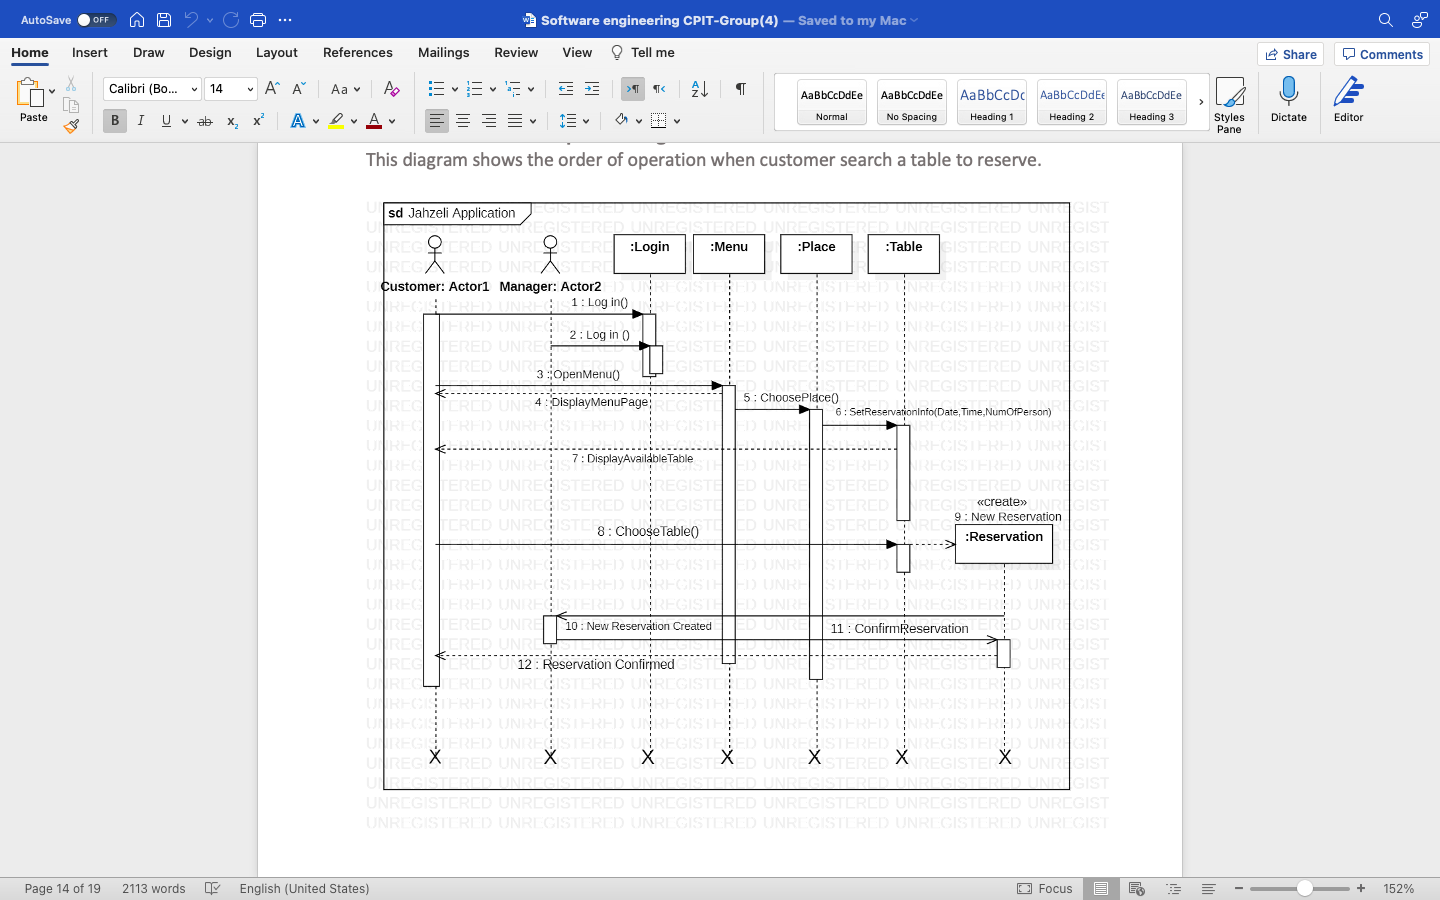 AutoSave OFF
Software engineering CPIT-Group(4) — Saved to my Mac
Home Insert Draw Design Layout References Mailings Review View Tell me
Share Comments
Paste
Calibri (Bo... 14
AaBbCcDdEe AaBbCcDdEe AaBbCcDc AaBbCcDdEe AaBbCcDdEe
Normal No Spacing Heading 1 Heading 2 Heading 3
Styles Pane
Dictate
Editor
This diagram shows the order of operation when customer search a table to reserve.
sd Jahzeli Application
:Login :Menu :Place :Table
Customer: Actor1 Manager: Actor2
1 : Log in()
2 : Log in ()
3 : OpenMenu()
4 : DisplayMenuPage
5 : ChoosePlace()
6 : SetReservationInfo(Date,Time,NumOfPerson)
7 : DisplayAvailableTable
«create»
9 : New Reservation
8 : ChooseTable()
:Reservation
10 : New Reservation Created
11 : ConfirmReservation
12 : Reservation Confirmed
X X X X X X X
UNREGISTERED UNREGISTERED UNREGISTERED UNREGISTERED UNREGISTERED UNREGIST
Page 14 of 19 2113 words English (United States)
Focus
152%